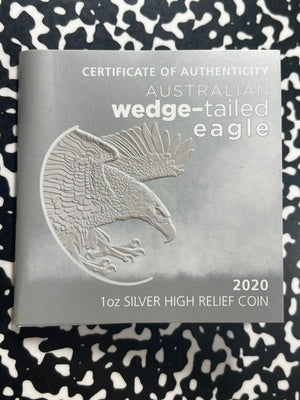 CERTIFICATE OF AUTHENTICITY
AUSTRALIAN
wedge-tailed
eagle
2020
1oz SILVER HIGH RELIEF COIN